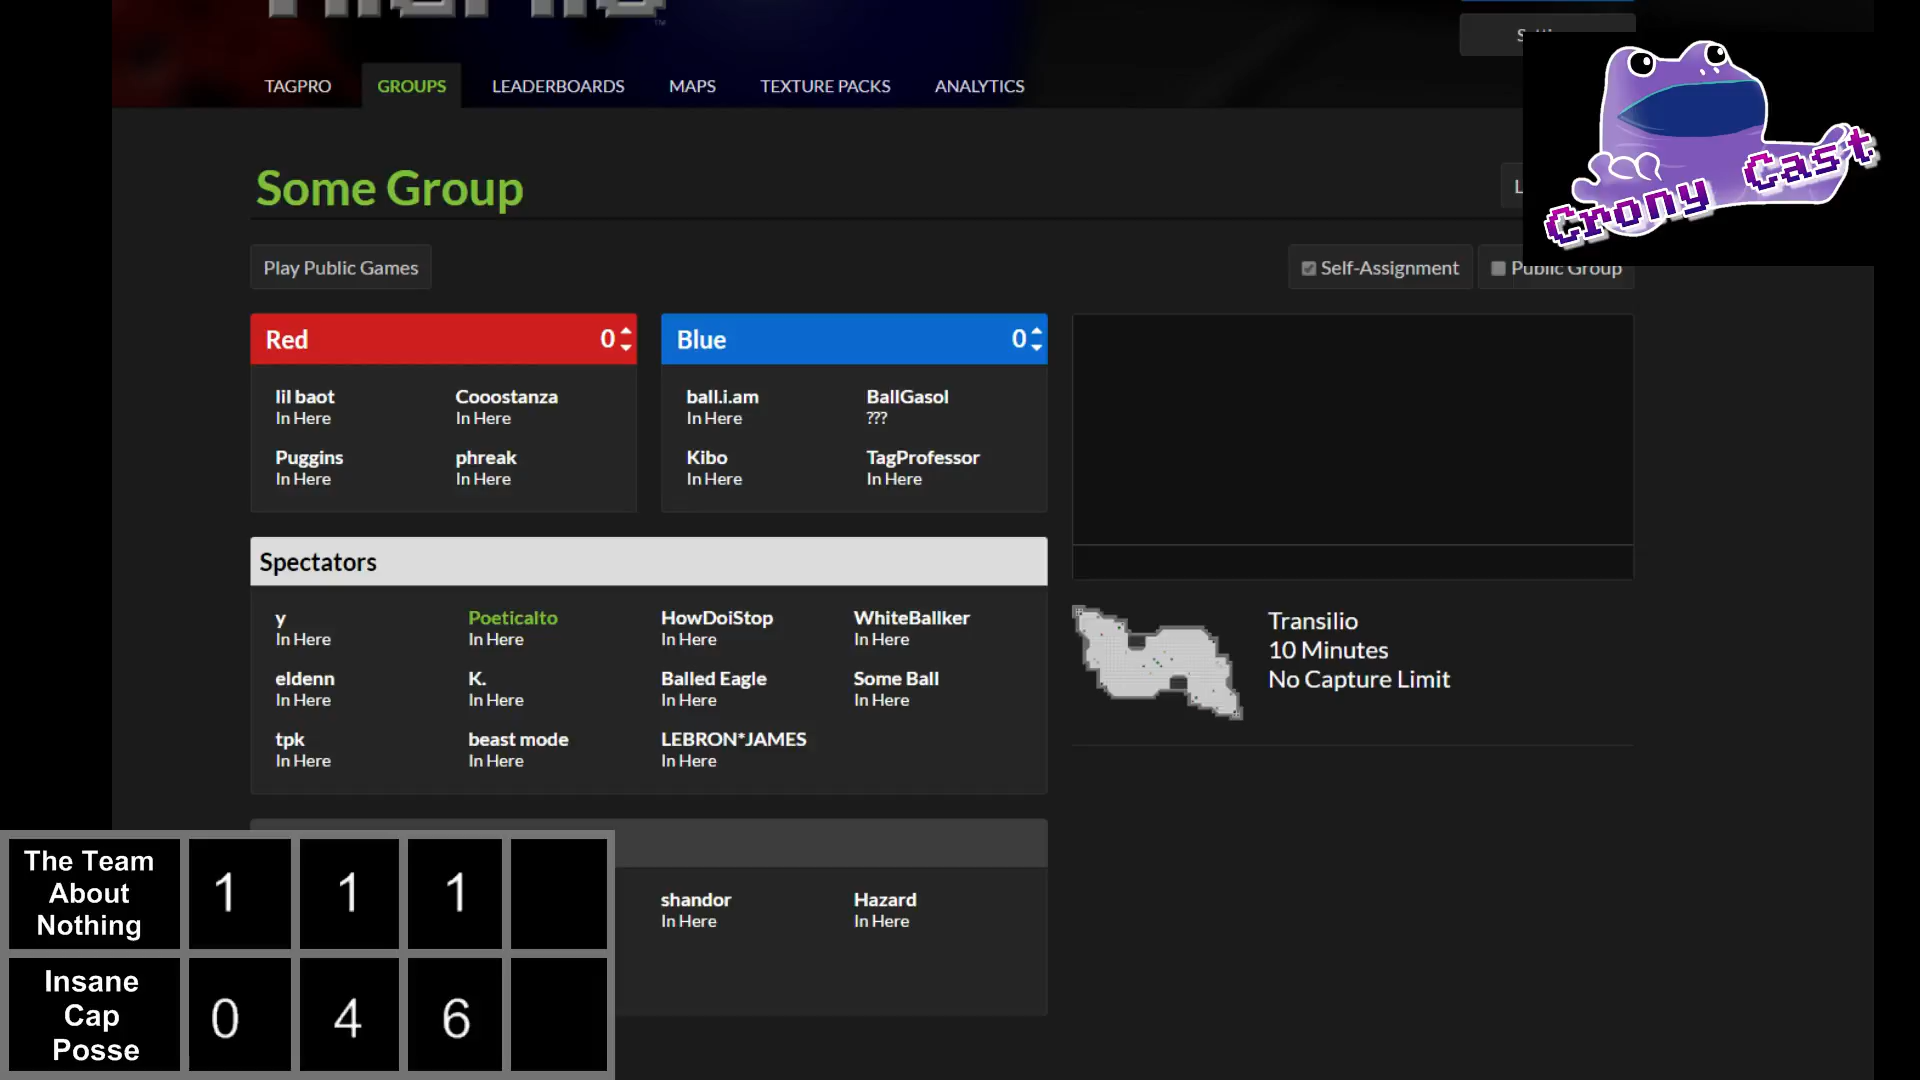 TAGPRO GROUPS LEADERBOARDS MAPS TEXTURE PACKS ANALYTICS
Crony Cast
Some Group
Play Public Games
Self-Assignment
Public Group
Red 0
Blue 0
lil baot Cooostanza
In Here In Here
Puggins phreak
In Here In Here
ball.i.am BallGasol
In Here ???
Kibo TagProfessor
In Here In Here
Spectators
y Poeticalto HowDoiStop WhiteBallker
In Here In Here In Here In Here
eldenn K. Balled Eagle Some Ball
In Here In Here In Here In Here
tpk beast mode LEBRON*JAMES
In Here In Here In Here
Transilio
10 Minutes
No Capture Limit
shandor Hazard
In Here In Here
The Team
About
Nothing
1 1 1
Insane
Cap
Posse
0 4 6